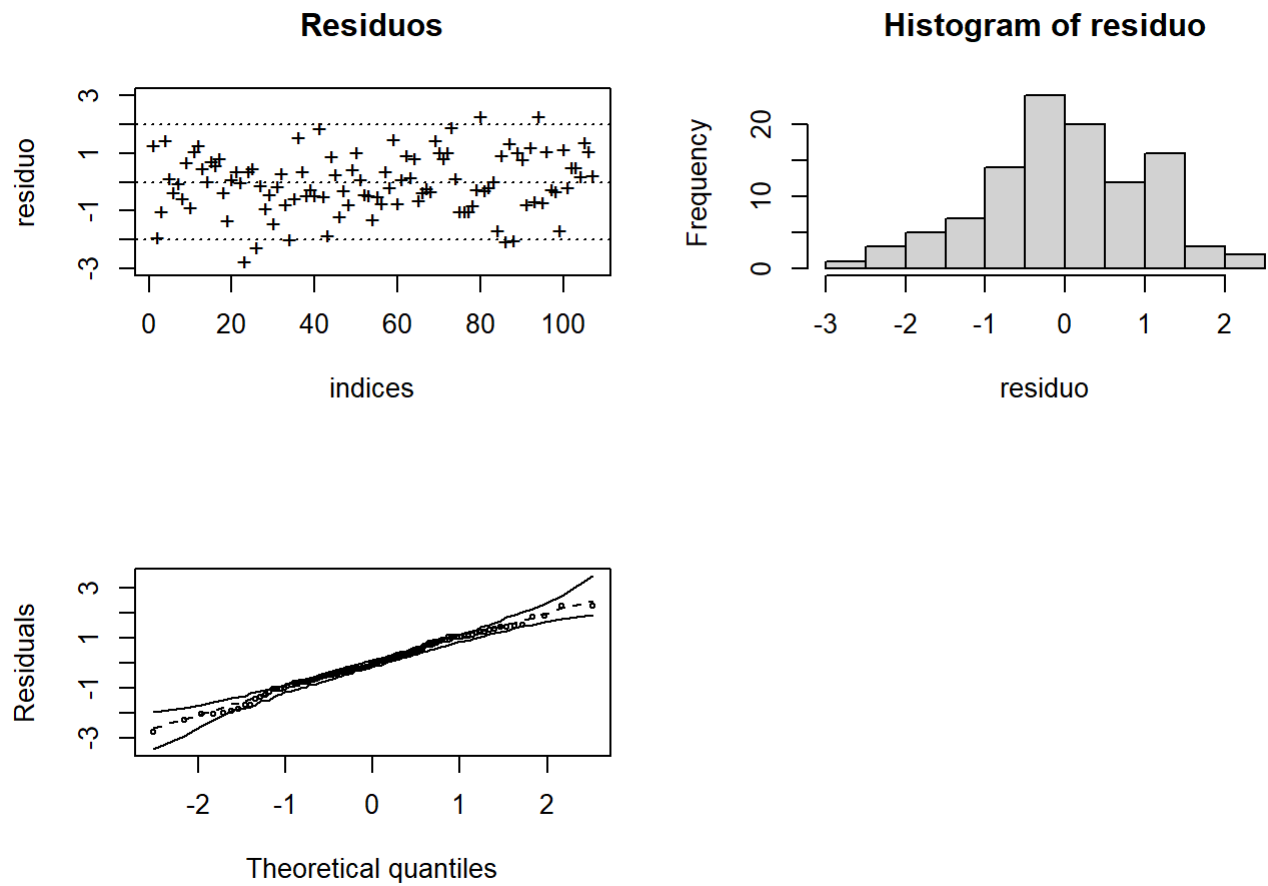 Residuos
residuo
3
1
-1
-3
0 20 40 60 80 100
indices
Histogram of residuo
Frequency
20
10
0
-3 -2 -1 0 1 2
residuo
Residuals
3
1
-1
-3
-2 -1 0 1 2
Theoretical quantiles